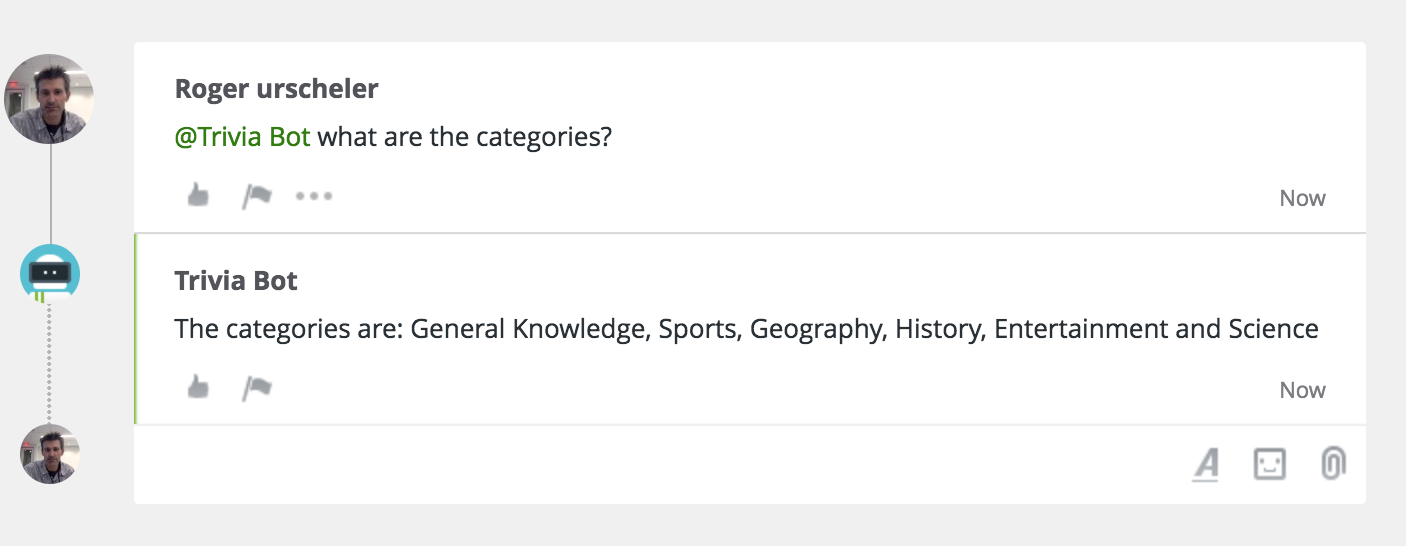 Roger urscheler
@Trivia Bot what are the categories?
Now
Trivia Bot
The categories are: General Knowledge, Sports, Geography, History, Entertainment and Science
Now
A